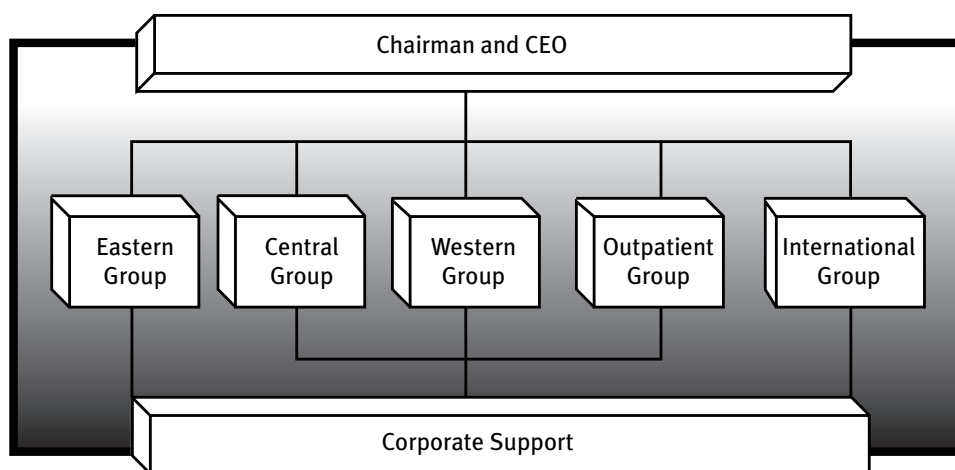 Chairman and CEO
Eastern
Group
Central
Group
Western
Group
Outpatient
Group
International
Group
Corporate Support